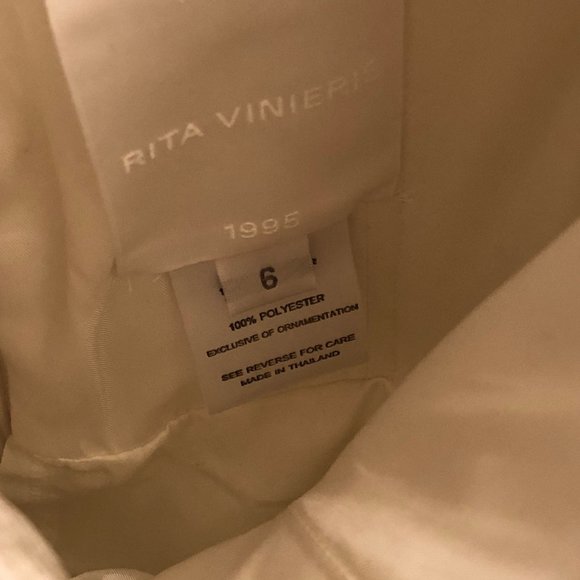 RITA VINIERIS
1995
6
100% POLYESTER
EXCLUSIVE OF ORNAMENTATION
SEE REVERSE FOR CARE
MADE IN THAILAND